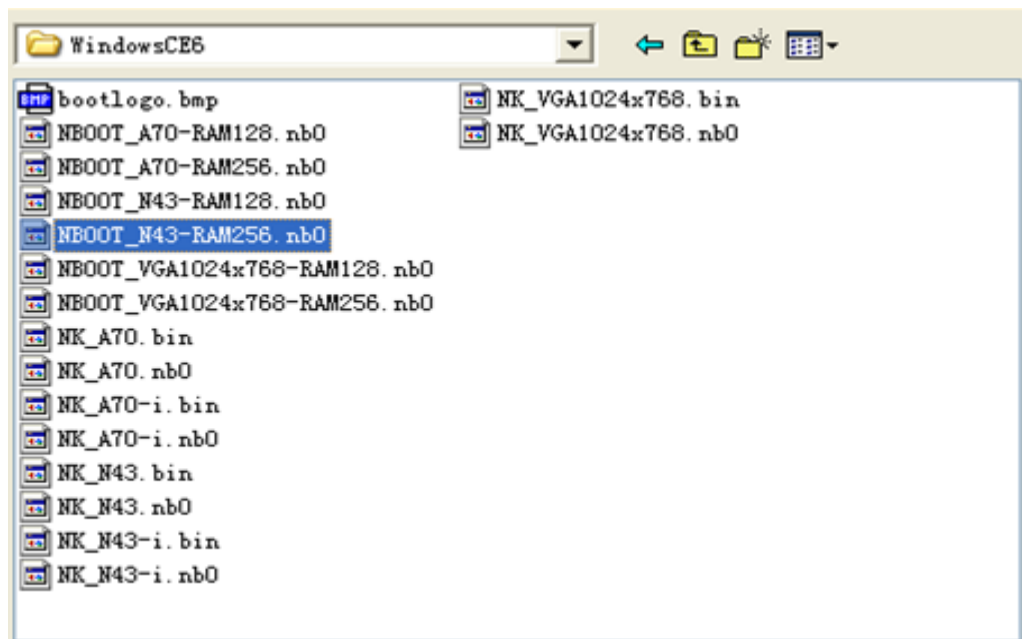 WindowsCE6
BMP
bootlogo.bmp
NBOOT_A70-RAM128.nb0
NBOOT_A70-RAM256.nb0
NBOOT_N43-RAM128.nb0
NBOOT_N43-RAM256.nb0
NBOOT_VGA1024x768-RAM128.nb0
NBOOT_VGA1024x768-RAM256.nb0
NK_A70.bin
NK_A70.nb0
NK_A70-i.bin
NK_A70-i.nb0
NK_N43.bin
NK_N43.nb0
NK_N43-i.bin
NK_N43-i.nb0
NK_VGA1024x768.bin
NK_VGA1024x768.nb0